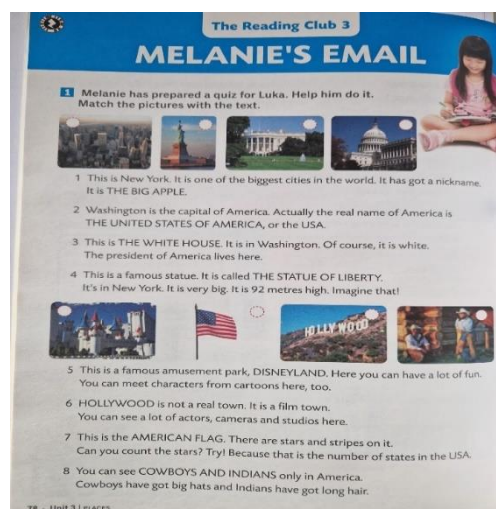 The Reading Club 3
MELANIE'S EMAIL
1 Melanie has prepared a quiz for Luka. Help him do it.
Match the pictures with the text.
1 This is New York. It is one of the biggest cities in the world. It has got a nickname.
It is THE BIG APPLE.
2 Washington is the capital of America. Actually the real name of America is
THE UNITED STATES OF AMERICA, or the USA.
3 This is THE WHITE HOUSE. It is in Washington. Of course, it is white.
The president of America lives here.
4 This is a famous statue. It is called THE STATUE OF LIBERTY.
It's in New York. It is very big. It is 92 metres high. Imagine that!
HOLLYWOOD
5 This is a famous amusement park, DISNEYLAND. Here you can have a lot of fun.
You can meet characters from cartoons here, too.
6 HOLLYWOOD is not a real town. It is a film town.
You can see a lot of actors, cameras and studios here.
7 This is the AMERICAN FLAG. There are stars and stripes on it.
Can you count the stars? Try! Because that is the number of states in the USA.
8 You can see COWBOYS AND INDIANS only in America.
Cowboys have got big hats and Indians have got long hair.
78 - Unit 3 | PLACES